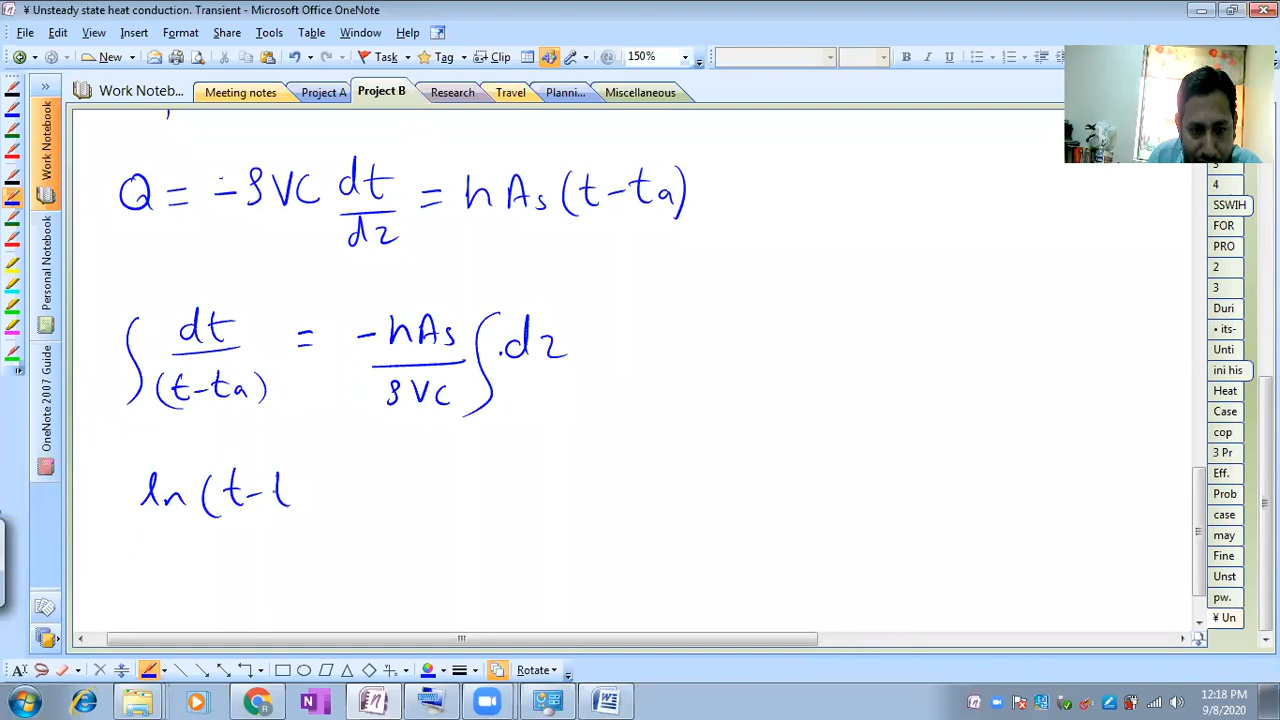 ¥ Unsteady state heat conduction. Transient - Microsoft Office OneNote
File Edit View Insert Format Share Tools Table Window Help
New Task Tag Clip 150% B I U
Work Noteb... Meeting notes Project A Project B Research Travel Planni... Miscellaneous
Work Notebook
Personal Notebook
OneNote 2007 Guide
Q = -ρVC dt/dz = hAs (t-ta)
∫ dt/(t-ta) = -hAs/ρVC ∫ .dz
ln (t-t
3
4
SSWIH
FOR
PRO
2
3
Duri
• its-
Unti
ini his
Heat
Case
cop
3 Pr
Eff.
Prob
case
may
Fine
Unst
pw.
¥ Un
Rotate
12:18 PM
9/8/2020